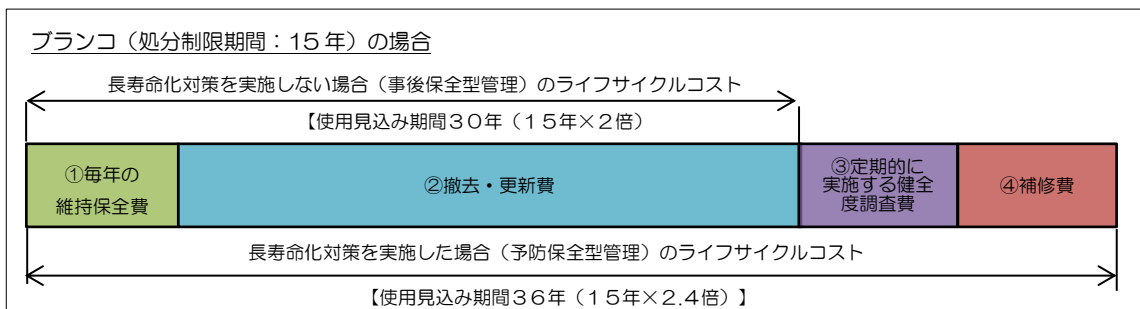 ブランコ（処分制限期間：15年）の場合
長寿命化対策を実施しない場合（事後保全型管理）のライフサイクルコスト
【使用見込み期間３０年（１５年×２倍）
①毎年の
維持保全費
②撤去・更新費
③定期的に
実施する健全
度調査費
④補修費
長寿命化対策を実施した場合（予防保全型管理）のライフサイクルコスト
【使用見込み期間３６年（１５年×２.４倍）】